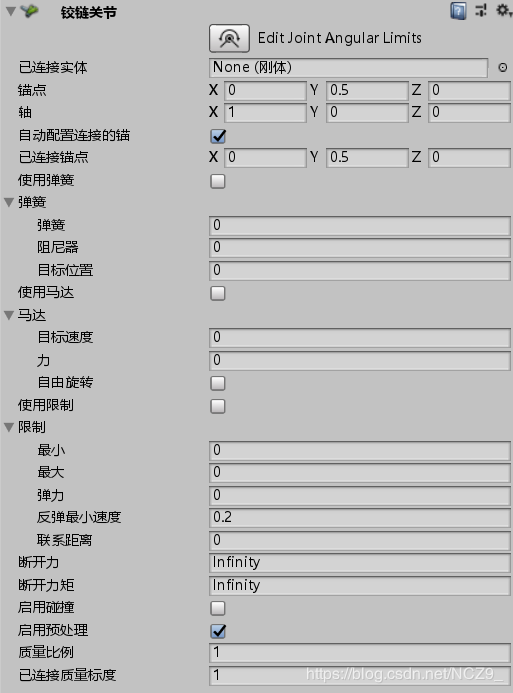 铰链关节
Edit Joint Angular Limits
已连接实体 None (刚体)
锚点 X 0 Y 0.5 Z 0
轴 X 1 Y 0 Z 0
自动配置连接的锚
已连接锚点 X 0 Y 0.5 Z 0
使用弹簧
弹簧
弹簧 0
阻尼器 0
目标位置 0
使用马达
马达
目标速度 0
力 0
自由旋转
使用限制
限制
最小 0
最大 0
弹力 0
反弹最小速度 0.2
联系距离 0
断开力 Infinity
断开力矩 Infinity
启用碰撞
启用预处理
质量比例 1
已连接质量标度 1
https://blog.csdn.net/NCZ9_